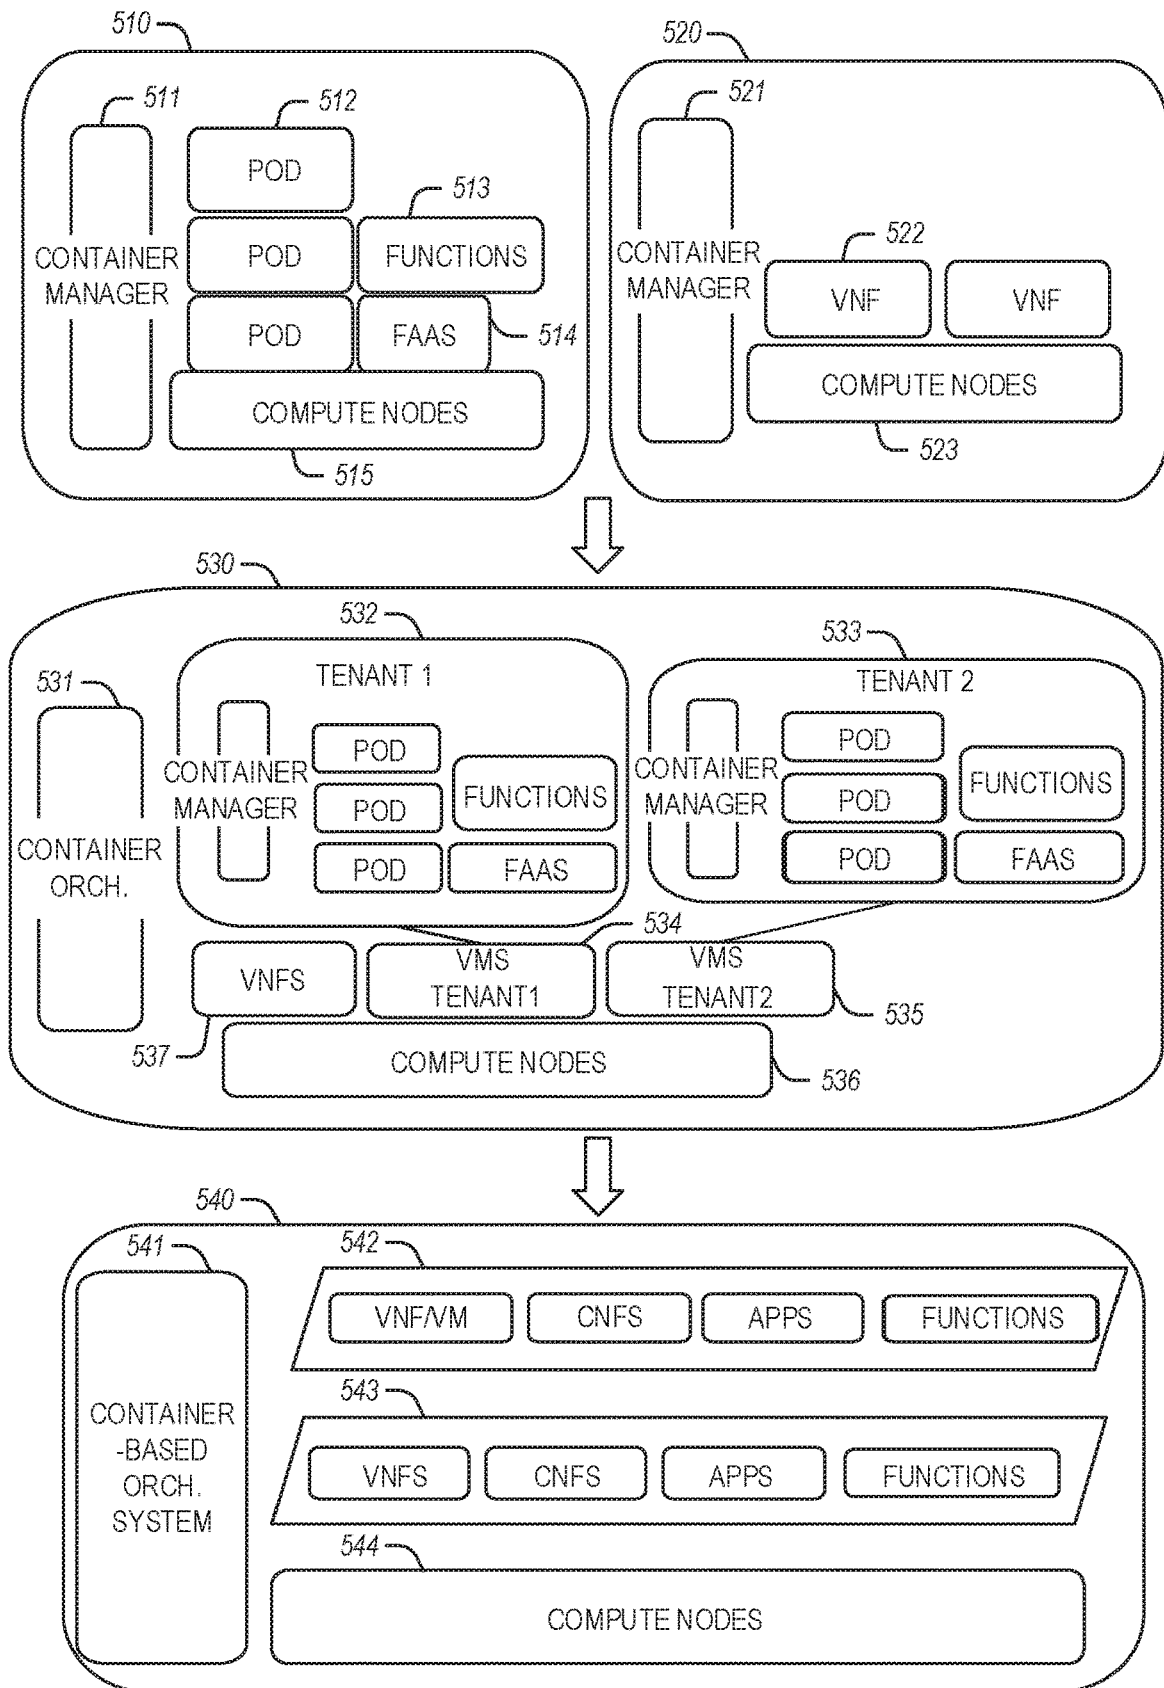 510
511
512
POD
513
CONTAINER
MANAGER
POD
FUNCTIONS
POD
FAAS
514
COMPUTE NODES
515
520
521
CONTAINER
MANAGER
522
VNF
VNF
COMPUTE NODES
523
530
531
CONTAINER
ORCH.
532
TENANT 1
CONTAINER
MANAGER
POD
POD
POD
FUNCTIONS
FAAS
533
TENANT 2
CONTAINER
MANAGER
POD
POD
POD
FUNCTIONS
FAAS
534
VNFS
VMS
TENANT1
VMS
TENANT2
535
537
COMPUTE NODES
536
540
541
CONTAINER
-BASED
ORCH.
SYSTEM
542
VNF/VM
CNFS
APPS
FUNCTIONS
543
VNFS
CNFS
APPS
FUNCTIONS
544
COMPUTE NODES